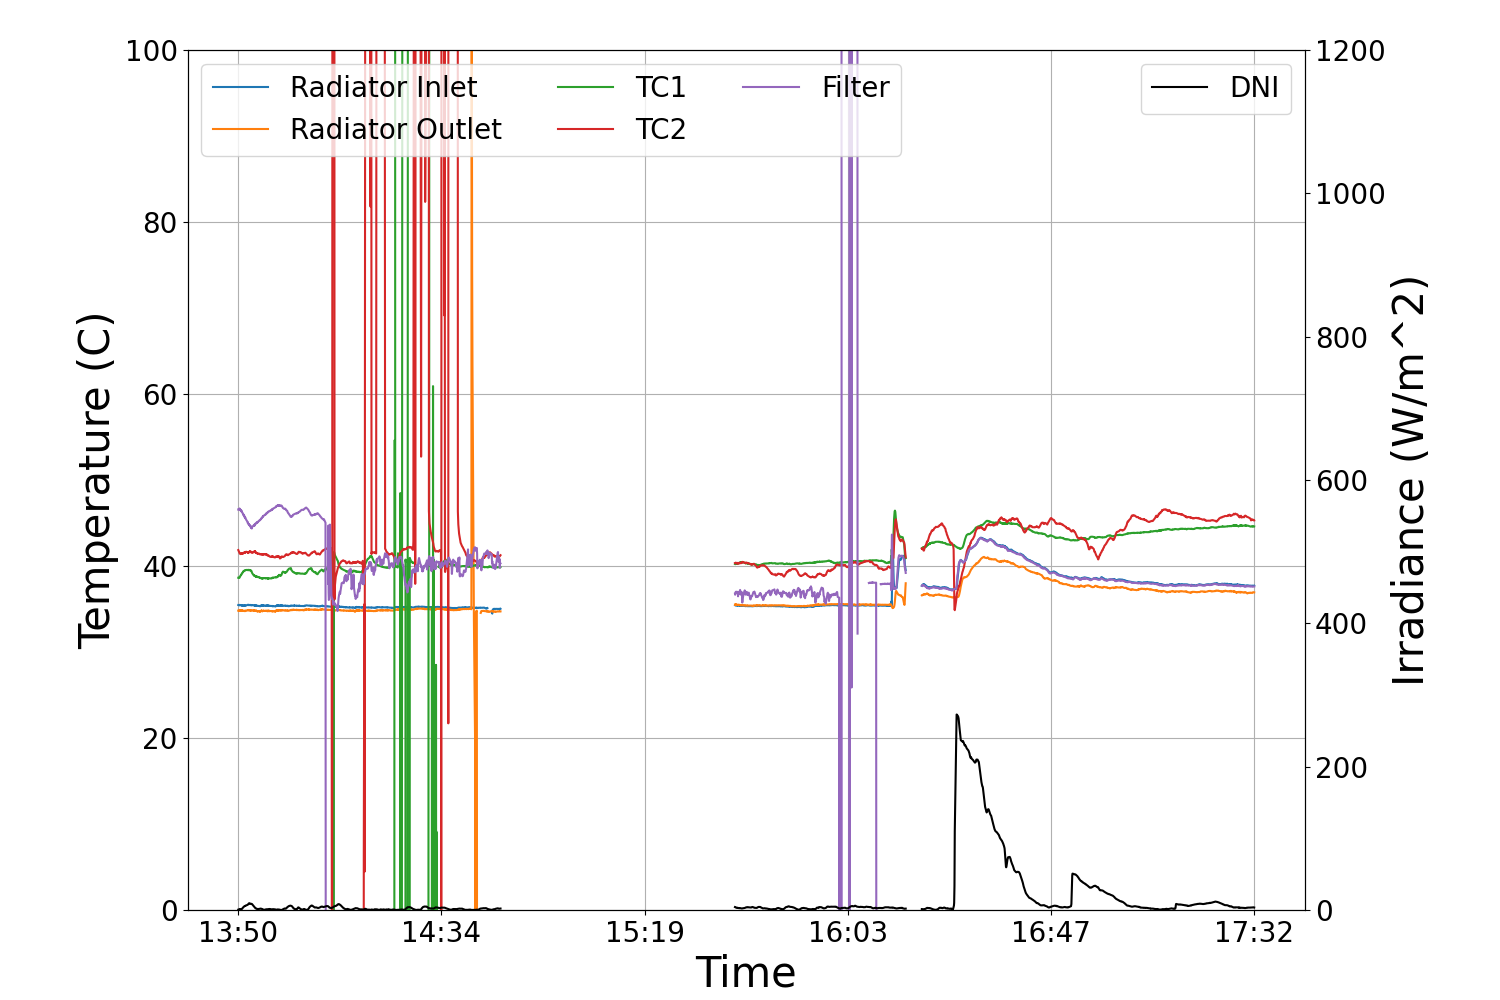 100
80
60
40
20
0
Temperature (C)
Radiator Inlet
Radiator Outlet
TC1
TC2
Filter
DNI
1200
1000
800
600
400
200
0
Irradiance (W/m^2)
13:50 14:34 15:19 16:03 16:47 17:32
Time